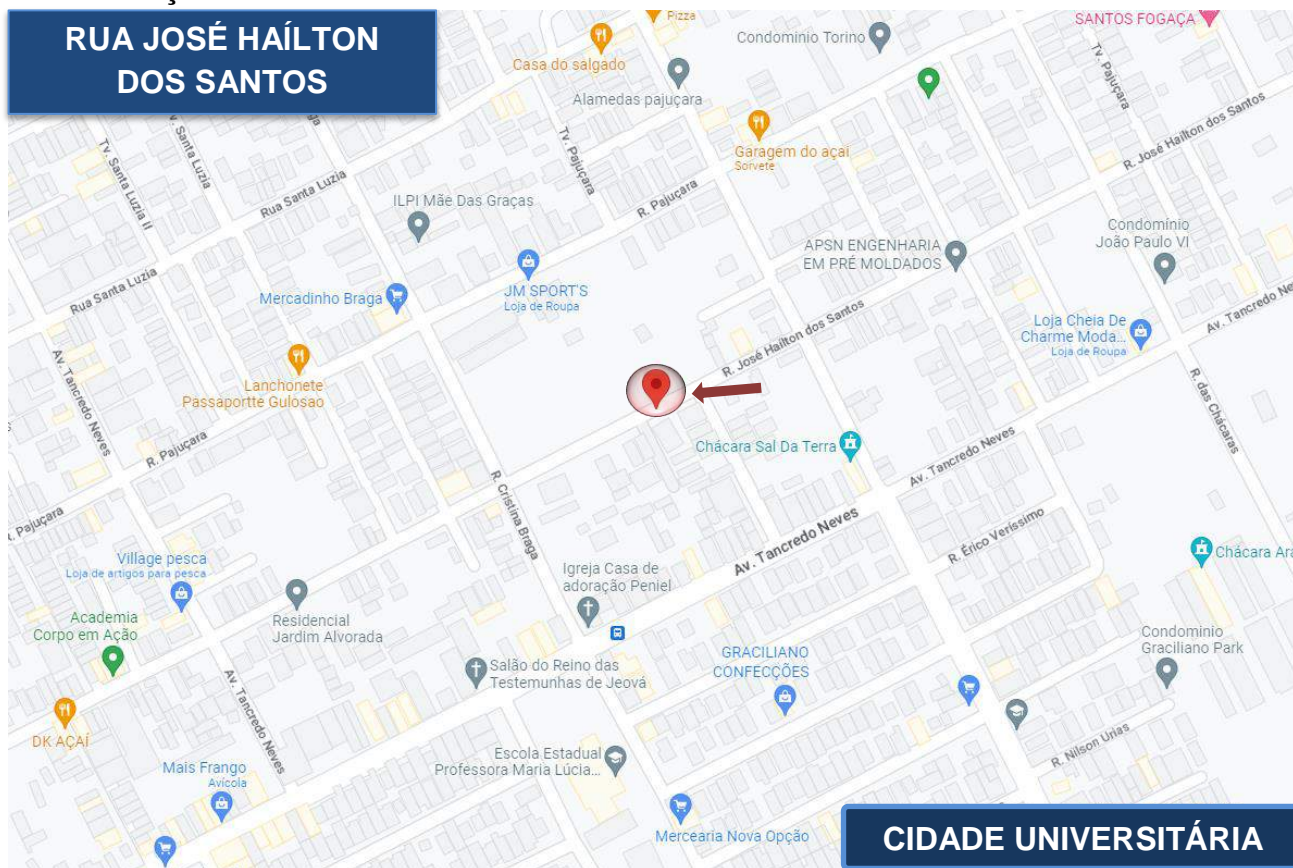 RUA JOSÉ HAÍLTON
DOS SANTOS
Pizza
Casa do salgado
Condominio Torino
SANTOS FOGAÇA
Alamedas pajuçara
Tv. Pajuçara
Garagem do açai
Sorvete
R. José Hailton dos Santos
Tv. Santa Luzia
Tv. Santa Luzia II
Rua Santa Luzia
Tv. Pajuçara
R. Pajuçara
ILPI Mãe Das Graças
APSN ENGENHARIA
EM PRÉ MOLDADOS
Condomínio
João Paulo VI
Rua Santa Luzia
Mercadinho Braga
JM SPORT'S
Loja de Roupa
R. José Hailton dos Santos
Loja Cheia De
Charme Moda...
Loja de Roupa
Av. Tancredo Ne
Av. Tancredo Neves
Lanchonete
Passaportte Gulosao
R. das Chácaras
R. Pajuçara
Chácara Sal Da Terra
Av. Tancredo Neves
R. Cristina Braga
Pajuçara
Av. Tancredo Neves
R. Érico Veríssimo
Village pesca
Loja de artigos para pesca
Igreja Casa de
adoração Peniel
Chácara Ara
Academia
Corpo em Ação
Residencial
Jardim Alvorada
Condominio
Graciliano Park
Salão do Reino das
Testemunhas de Jeová
GRACILIANO
CONFECÇÕES
Av. Tancredo Neves
DK AÇAÍ
Mais Frango
Avícola
Escola Estadual
Professora Maria Lúcia...
R. Nilson Urias
Mercearia Nova Opção
CIDADE UNIVERSITÁRIA